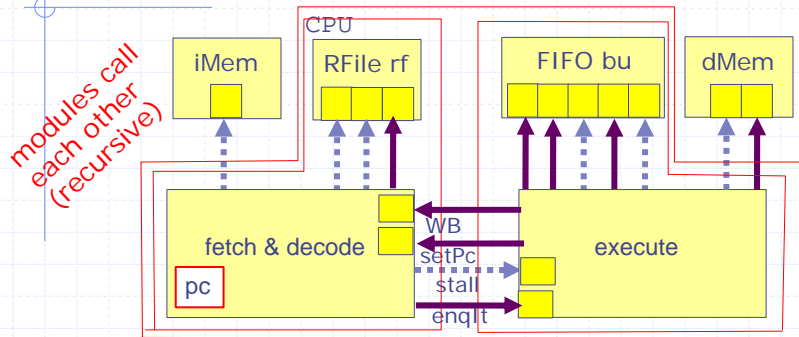 CPU
iMem
RFile rf
FIFO bu
dMem
modules call
each other
(recursive)
fetch & decode
pc
WB
setPc
stall
enqIt
execute